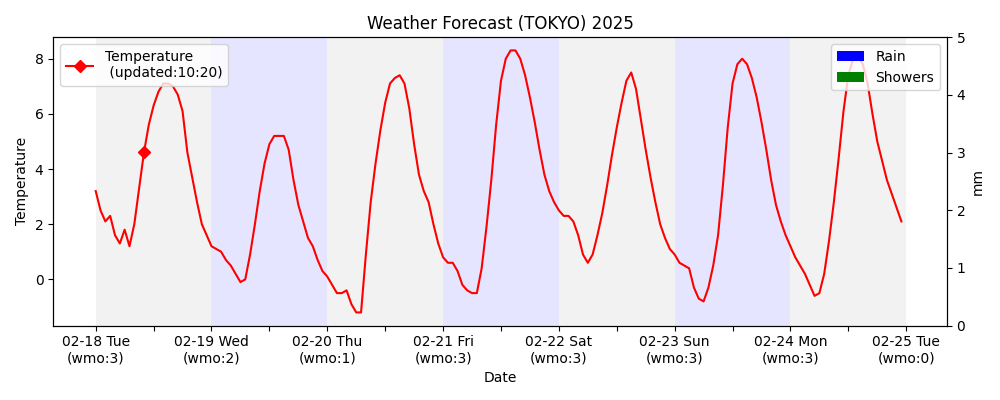 Weather Forecast (TOKYO) 2025
Temperature
(updated:10:20)
Rain
Showers
Temperature
8
6
4
2
0
5
4
3
2
1
0
mm
02-18 Tue 02-19 Wed 02-20 Thu 02-21 Fri 02-22 Sat 02-23 Sun 02-24 Mon 02-25 Tue
(wmo:3) (wmo:2) (wmo:1) (wmo:3) (wmo:3) (wmo:3) (wmo:3) (wmo:0)
Date